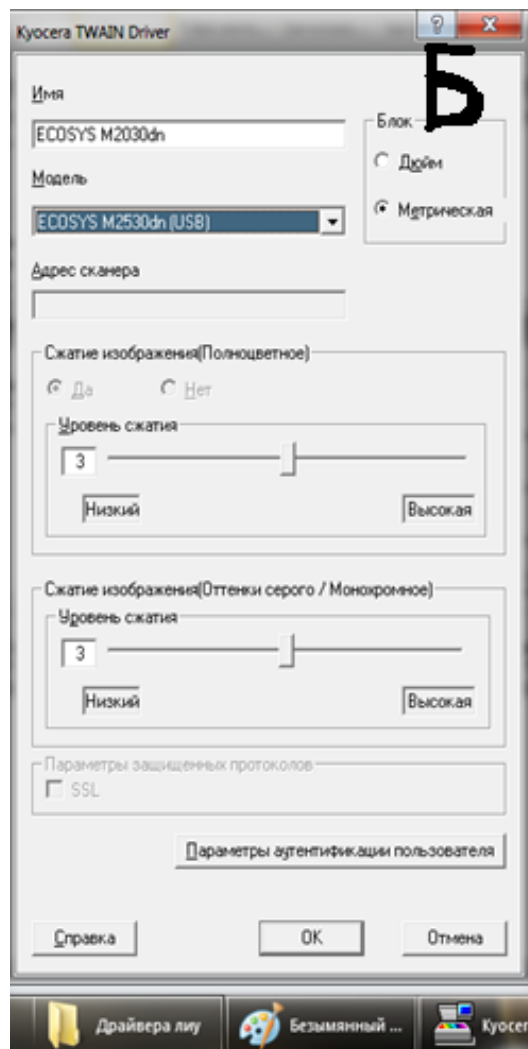 Kyocera TWAIN Driver
?
Б
Имя
ECOSYS M2030dn
Блок
Дюйм
Метрическая
Модель
ECOSYS M2530dn (USB)
Адрес сканера
Сжатие изображения(Полноцветное)
Да Нет
Уровень сжатия
3
Низкий Высокая
Сжатие изображения(Оттенки серого / Монохромное)
Уровень сжатия
3
Низкий Высокая
Параметры защищенных протоколов
SSL
Параметры аутентификации пользователя
Справка OK Отмена
Драйвера лиу Безымянный ... Kyocer